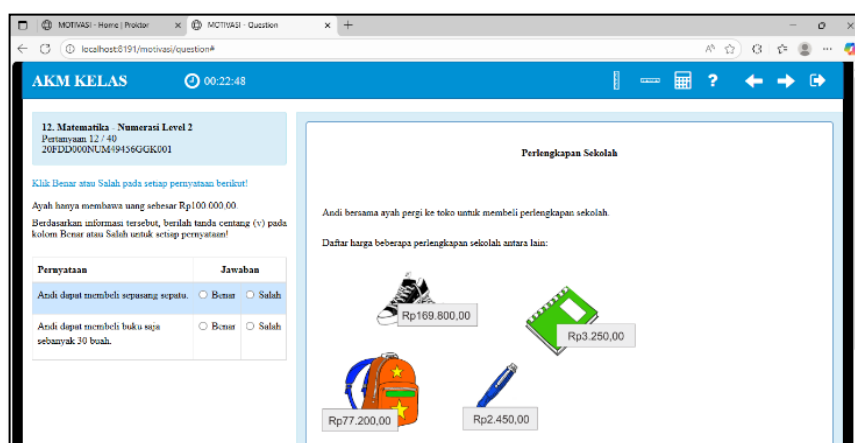 MOTIVASI - Home | Proktor
MOTIVASI - Question
localhost:8191/motivasi/question#
AKM KELAS
00:22:48
12. Matematika - Numerasi Level 2
Pertanyaan 12 / 40
20FDD000NUM49456GGK001
Klik Benar atau Salah pada setiap pernyataan berikut!
Ayah hanya membawa uang sebesar Rp100.000,00.
Berdasarkan informasi tersebut, berilah tanda centang (v) pada
kolom Benar atau Salah untuk setiap pernyataan!
Pernyataan Jawaban
Andi dapat membeli sepasang sepatu. Benar Salah
Andi dapat membeli buku saja
sebanyak 30 buah. Benar Salah
Perlengkapan Sekolah
Andi bersama ayah pergi ke toko untuk membeli perlengkapan sekolah.
Daftar harga beberapa perlengkapan sekolah antara lain:
Rp169.800,00
Rp3.250,00
Rp77.200,00
Rp2.450,00